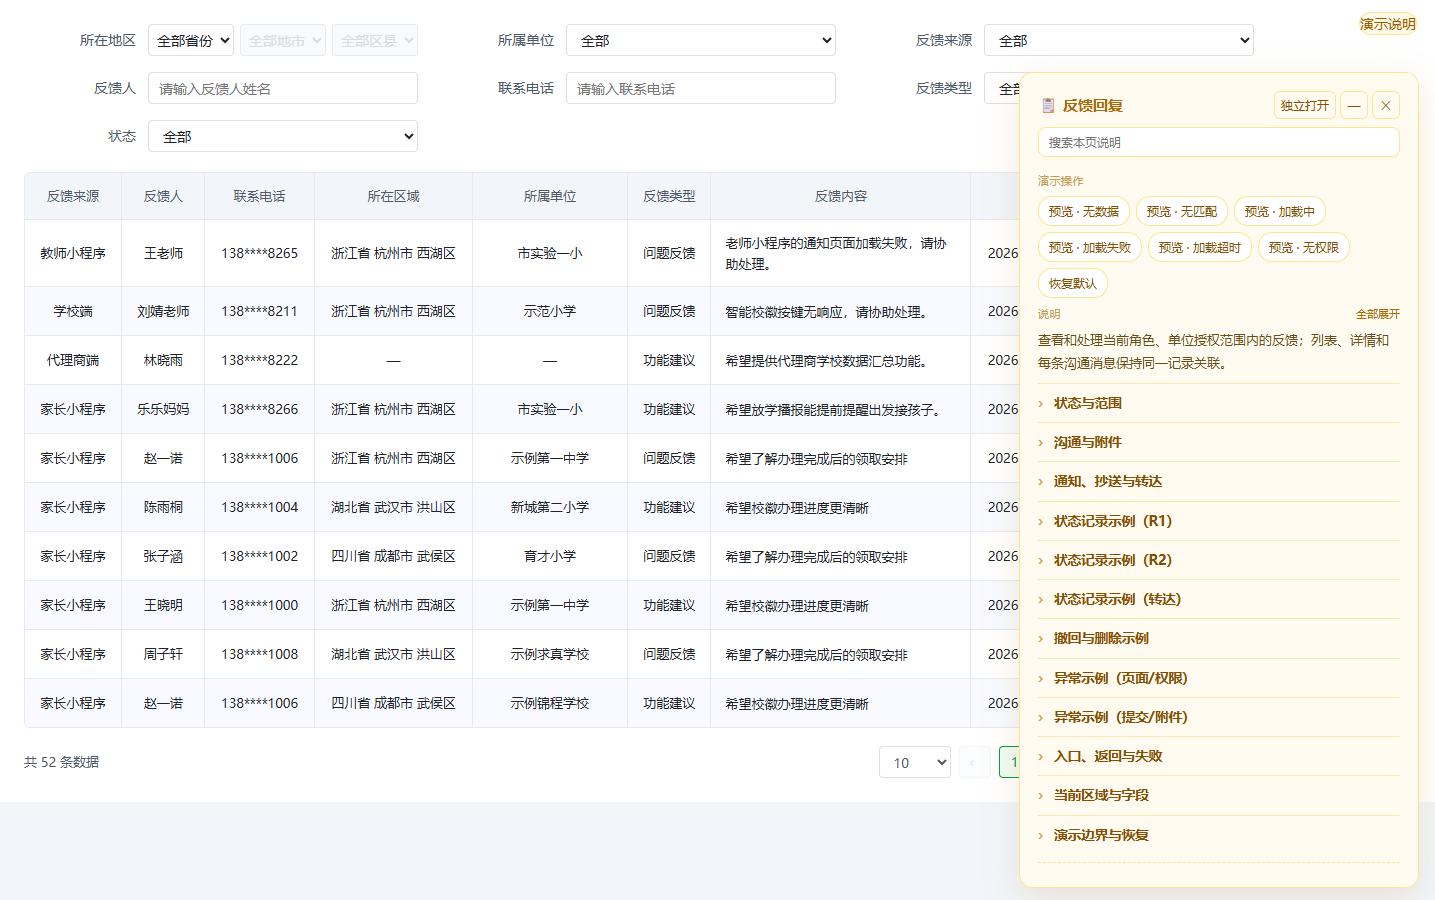 所在地区 全部省份 全部地市 全部区县 所属单位 全部 反馈来源 全部 演示说明
反馈人 请输入反馈人姓名 联系电话 请输入联系电话 反馈类型 全部
状态 全部
反馈来源 反馈人 联系电话 所在区域 所属单位 反馈类型 反馈内容
教师小程序 王老师 138****8265 浙江省 杭州市 西湖区 市实验一小 问题反馈 老师小程序的通知页面加载失败，请协助处理。 2026
学校端 刘婧老师 138****8211 浙江省 杭州市 西湖区 示范小学 问题反馈 智能校徽按键无响应，请协助处理。 2026
代理商端 林晓雨 138****8222 — — 功能建议 希望提供代理商学校数据汇总功能。 2026
家长小程序 乐乐妈妈 138****8266 浙江省 杭州市 西湖区 市实验一小 功能建议 希望放学播报能提前提醒出发接孩子。 2026
家长小程序 赵一诺 138****1006 浙江省 杭州市 西湖区 示例第一中学 问题反馈 希望了解办理完成后的领取安排 2026
家长小程序 陈雨桐 138****1004 湖北省 武汉市 洪山区 新城第二小学 功能建议 希望校徽办理进度更清晰 2026
家长小程序 张子涵 138****1002 四川省 成都市 武侯区 育才小学 问题反馈 希望了解办理完成后的领取安排 2026
家长小程序 王晓明 138****1000 浙江省 杭州市 西湖区 示例第一中学 功能建议 希望校徽办理进度更清晰 2026
家长小程序 周子轩 138****1008 湖北省 武汉市 洪山区 示例求真学校 问题反馈 希望了解办理完成后的领取安排 2026
家长小程序 赵一诺 138****1006 四川省 成都市 武侯区 示例锦程学校 功能建议 希望校徽办理进度更清晰 2026
共 52 条数据 10 ‹ 1
反馈回复 独立打开 — ×
搜索本页说明
演示操作
预览 · 无数据 预览 · 无匹配 预览 · 加载中
预览 · 加载失败 预览 · 加载超时 预览 · 无权限
恢复默认
说明 全部展开
查看和处理当前角色、单位授权范围内的反馈；列表、详情和
每条沟通消息保持同一记录关联。
› 状态与范围
› 沟通与附件
› 通知、抄送与转达
› 状态记录示例（R1）
› 状态记录示例（R2）
› 状态记录示例（转达）
› 撤回与删除示例
› 异常示例（页面/权限）
› 异常示例（提交/附件）
› 入口、返回与失败
› 当前区域与字段
› 演示边界与恢复